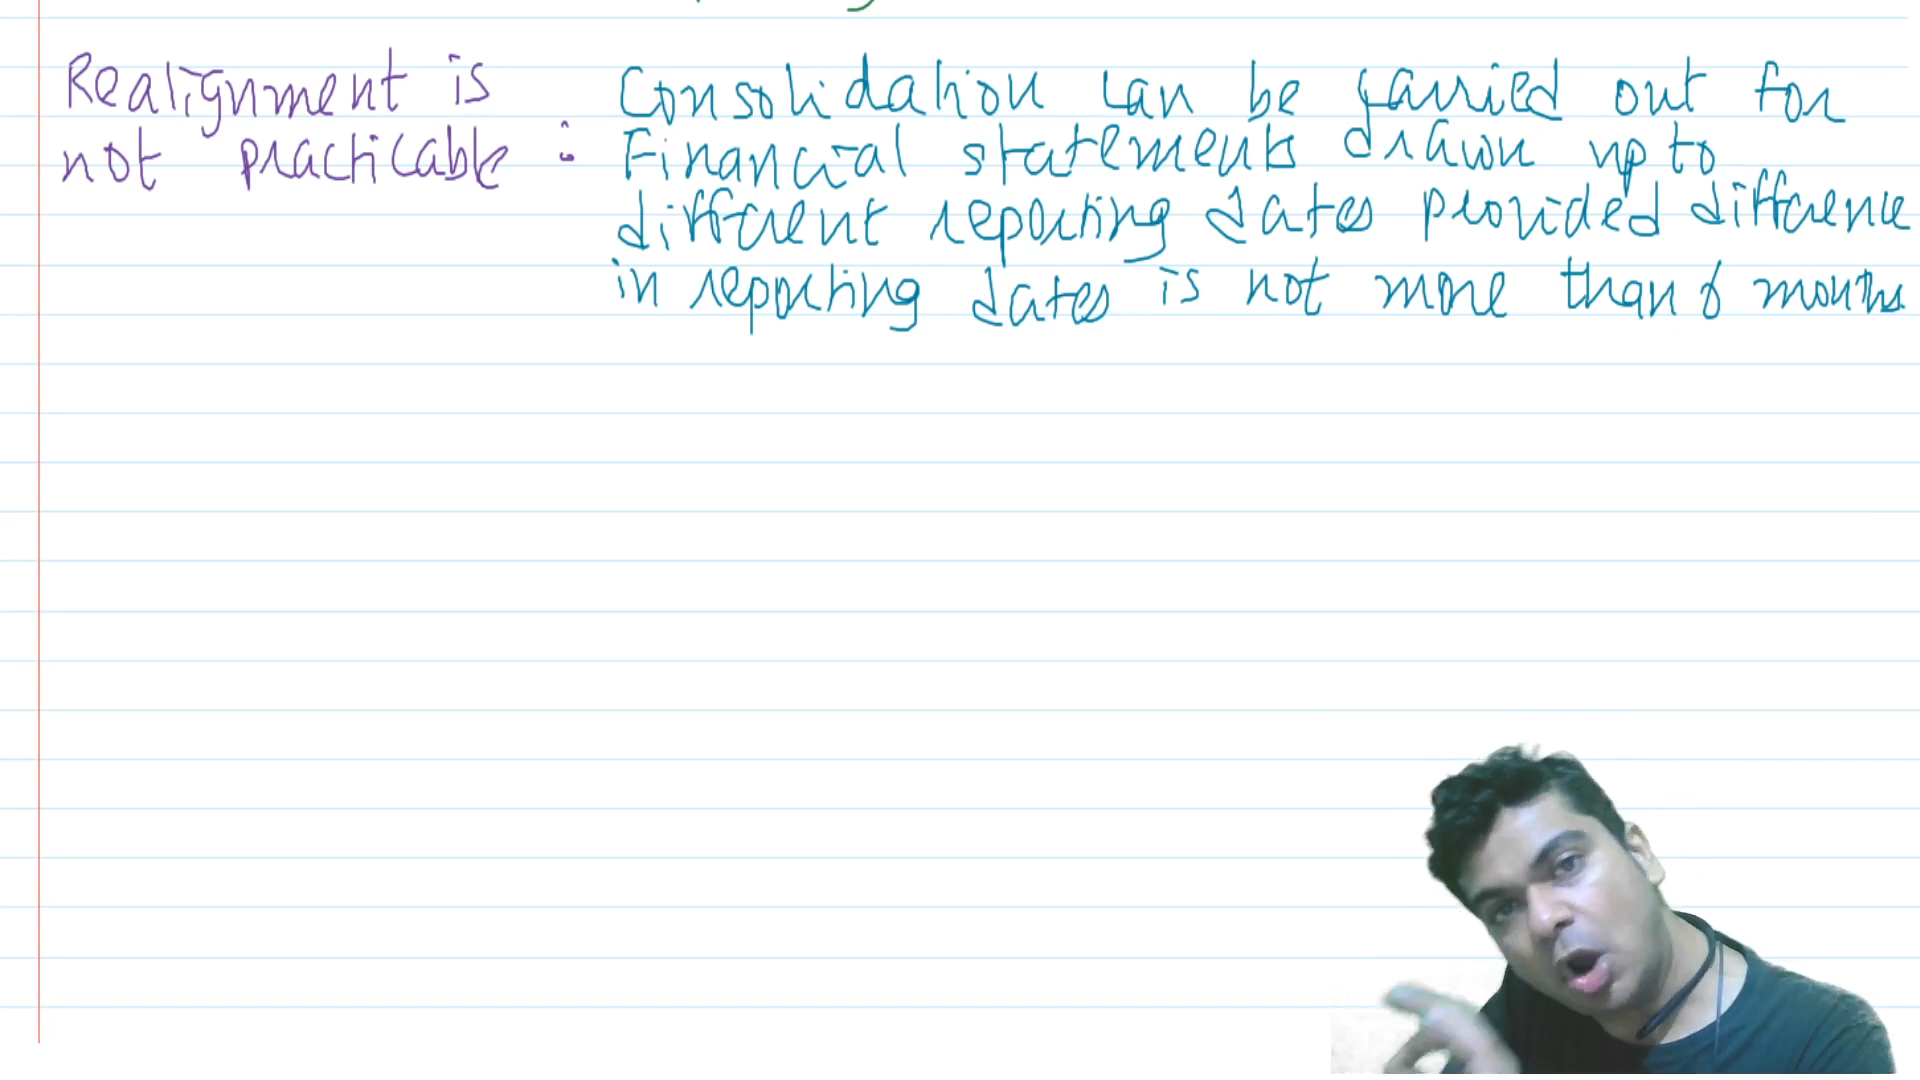 Realignment is
not practicable :
Consolidation can be carried out for
Financial statements drawn up to
different reporting dates provided difference
in reporting dates is not more than 6 months